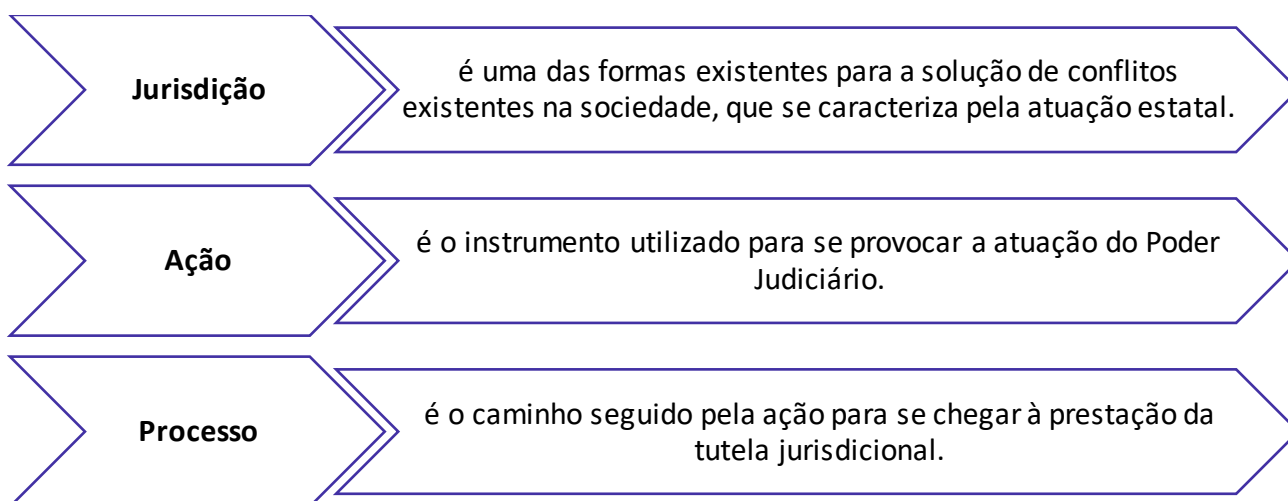 Jurisdição
é uma das formas existentes para a solução de conflitos
existentes na sociedade, que se caracteriza pela atuação estatal.
Ação
é o instrumento utilizado para se provocar a atuação do Poder
Judiciário.
Processo
é o caminho seguido pela ação para se chegar à prestação da
tutela jurisdicional.